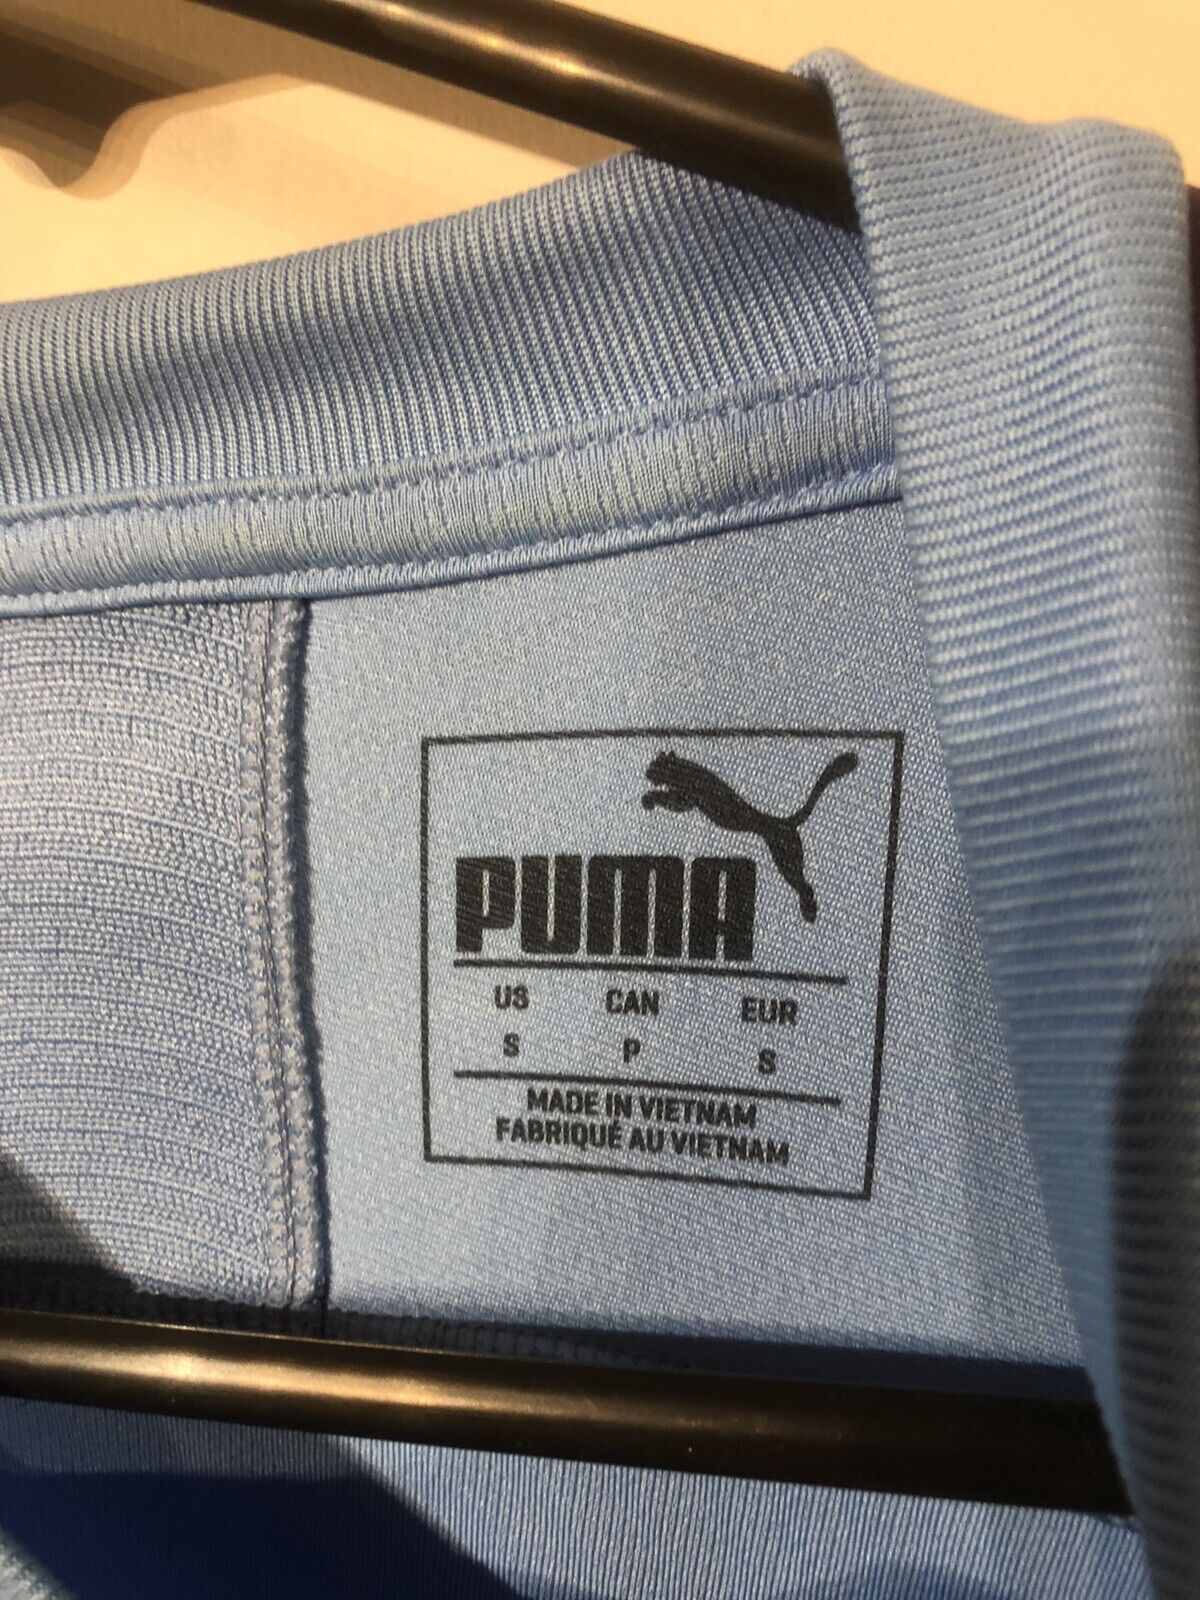 PUMA
US CAN EUR
S P S
MADE IN VIETNAM
FABRIQUÉ AU VIETNAM